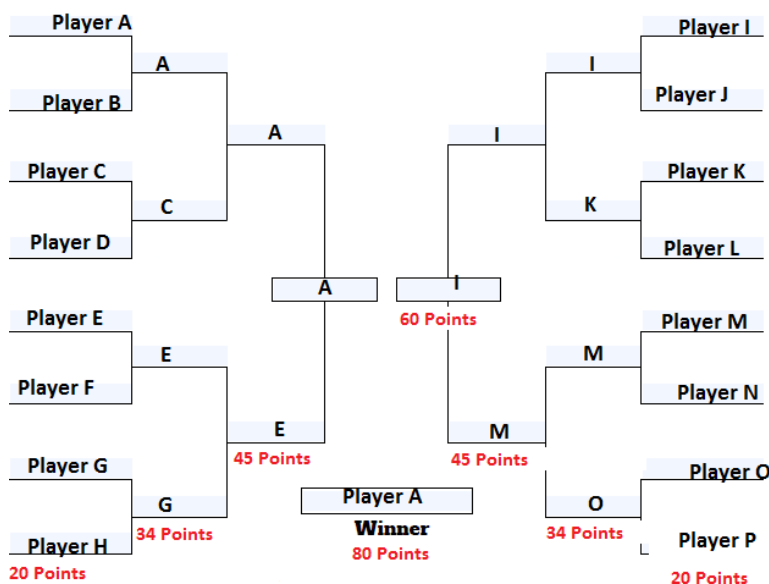 Player A
Player I
A
I
Player B
Player J
A
I
Player C
Player K
C
K
Player D
Player L
A
I
60 Points
Player E
Player M
E
M
Player F
Player N
E
M
45 Points
45 Points
Player G
Player O
G
Player A
O
34 Points
Winner
34 Points
Player H
Player P
80 Points
20 Points
20 Points